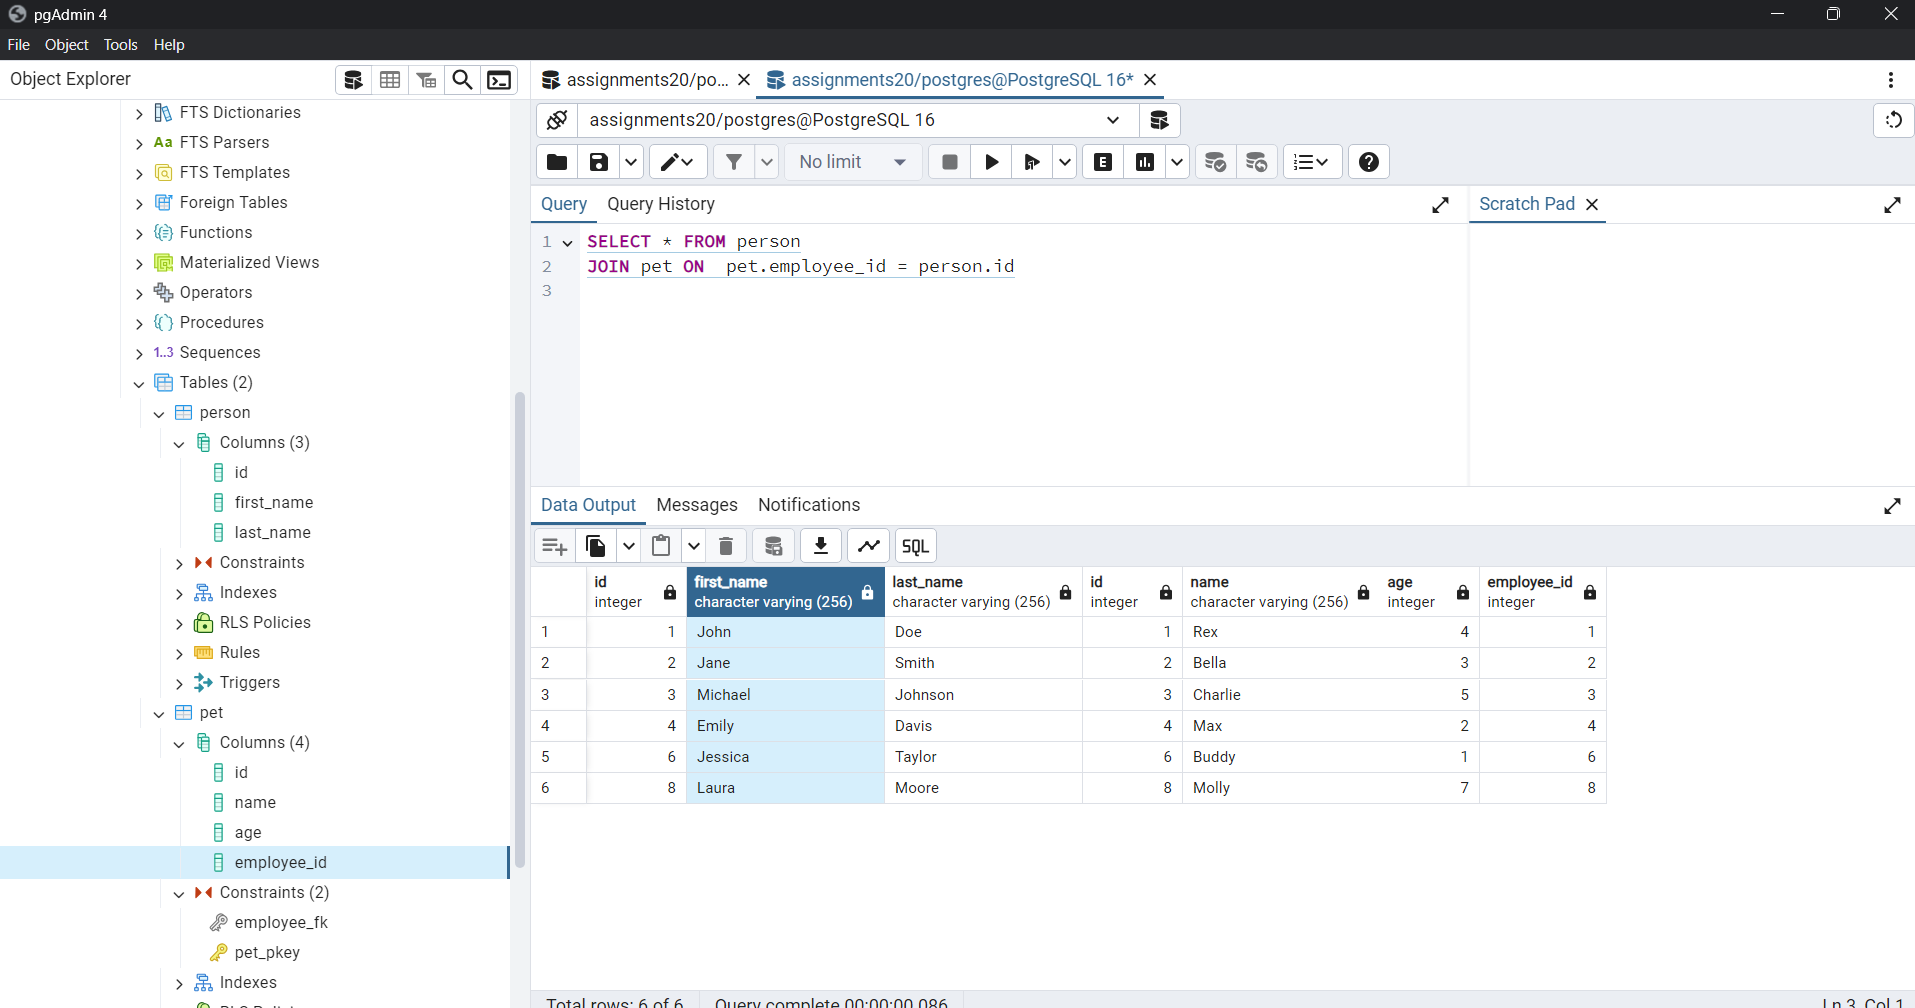 pgAdmin 4
File Object Tools Help
Object Explorer
FTS Dictionaries
Aa FTS Parsers
FTS Templates
Foreign Tables
Functions
Materialized Views
Operators
Procedures
1..3 Sequences
Tables (2)
person
Columns (3)
id
first_name
last_name
Constraints
Indexes
RLS Policies
Rules
Triggers
pet
Columns (4)
id
name
age
employee_id
Constraints (2)
employee_fk
pet_pkey
Indexes
assignments20/po... assignments20/postgres@PostgreSQL 16*
assignments20/postgres@PostgreSQL 16
No limit E
Query Query History Scratch Pad
1 SELECT * FROM person
2 JOIN pet ON pet.employee_id = person.id
3
Data Output Messages Notifications
SQL
id first_name last_name id name age employee_id
integer character varying (256) character varying (256) integer character varying (256) integer integer
1 1 John Doe 1 Rex 4 1
2 2 Jane Smith 2 Bella 3 2
3 3 Michael Johnson 3 Charlie 5 3
4 4 Emily Davis 4 Max 2 4
5 6 Jessica Taylor 6 Buddy 1 6
6 8 Laura Moore 8 Molly 7 8
Total rows: 6 of 6 Query complete 00:00:00.086 Ln 3, Col 1